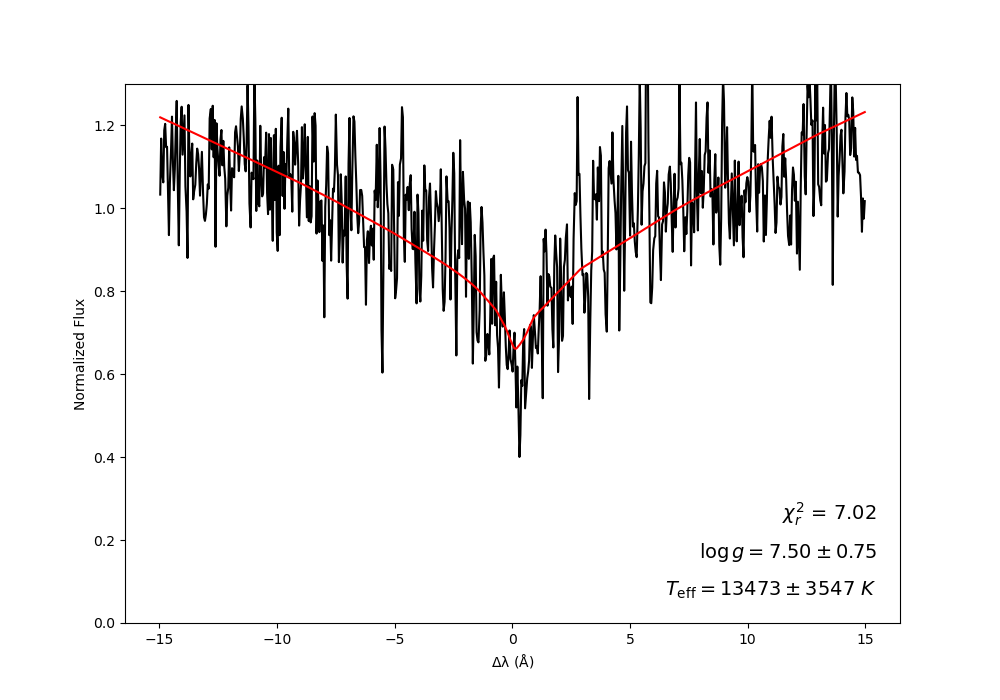 1.2
1.0
0.8
0.6
0.4
0.2
0.0
Normalized Flux
χ²ᵣ = 7.02
log g = 7.50 ± 0.75
T_eff = 13473 ± 3547 K
−15 −10 −5 0 5 10 15
Δλ (Å)